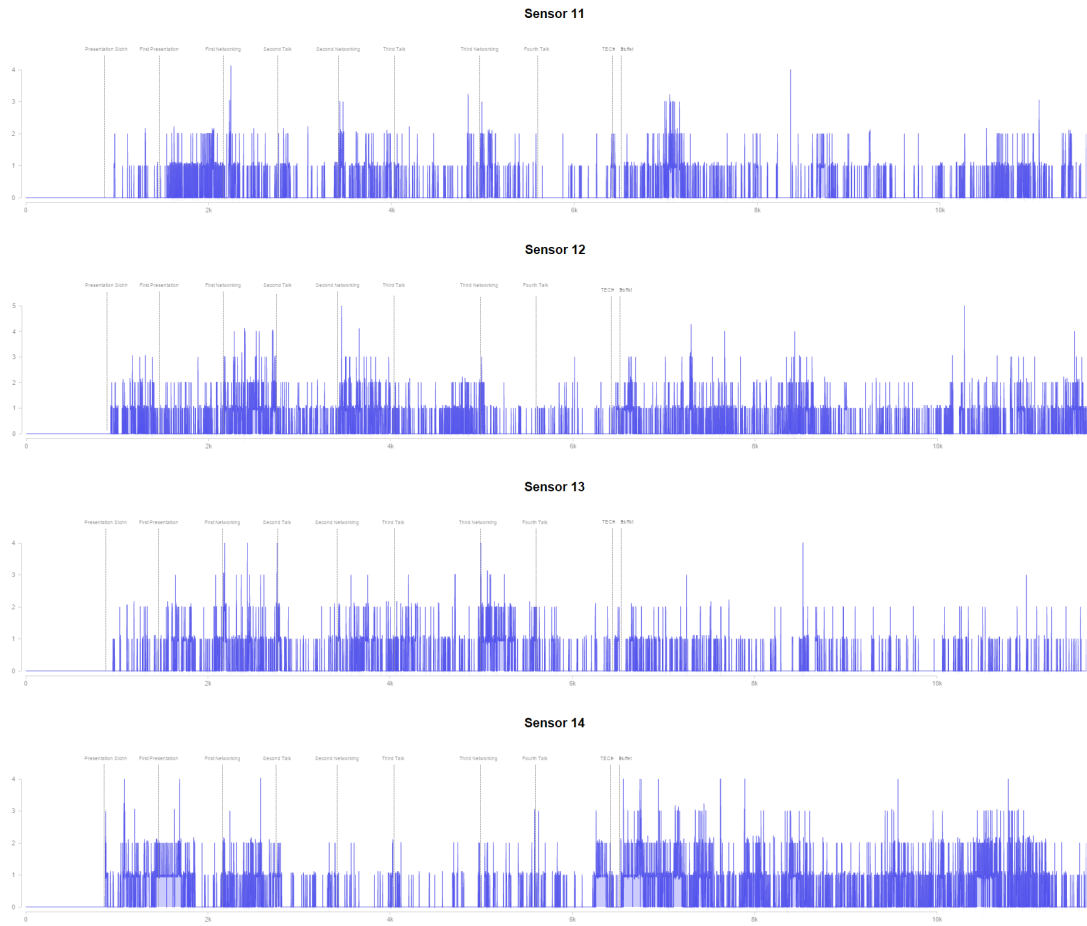 Sensor 11
Presentation Siohn First Presentation First Networking Second Talk Second Networking Third Talk Third Networking Fourth Talk TECH Buffet
4
3
2
1
0
0 2k 4k 6k 8k 10k
Sensor 12
Presentation Siohn First Presentation First Networking Second Talk Second Networking Third Talk Third Networking Fourth Talk TECH Buffet
5
4
3
2
1
0
0 2k 4k 6k 8k 10k
Sensor 13
Presentation Siohn First Presentation First Networking Second Talk Second Networking Third Talk Third Networking Fourth Talk TECH Buffet
4
3
2
1
0
0 2k 4k 6k 8k 10k
Sensor 14
Presentation Siohn First Presentation First Networking Second Talk Second Networking Third Talk Third Networking Fourth Talk TECH Buffet
4
3
2
1
0
0 2k 4k 6k 8k 10k